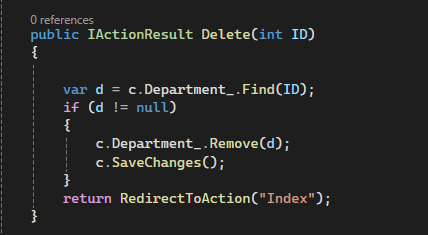 0 references
public IActionResult Delete(int ID)
{
var d = c.Department_.Find(ID);
if (d != null)
{
c.Department_.Remove(d);
c.SaveChanges();
}
return RedirectToAction("Index");
}